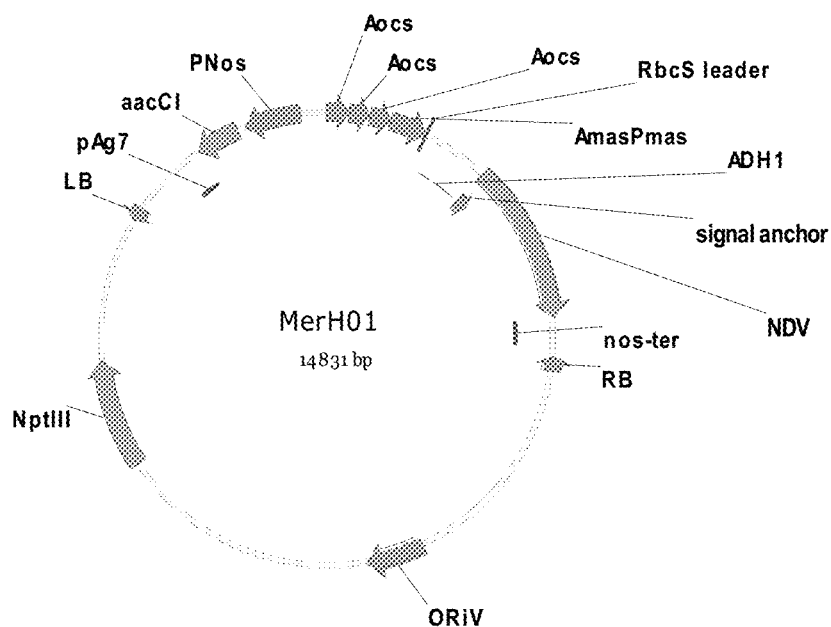 Aocs
PNos
Aocs
Aocs
RbcS leader
aacCI
AmasPmas
pAg7
ADH1
LB
signal anchor
NDV
MerH01
14831 bp
nos-ter
RB
NptIII
ORiV